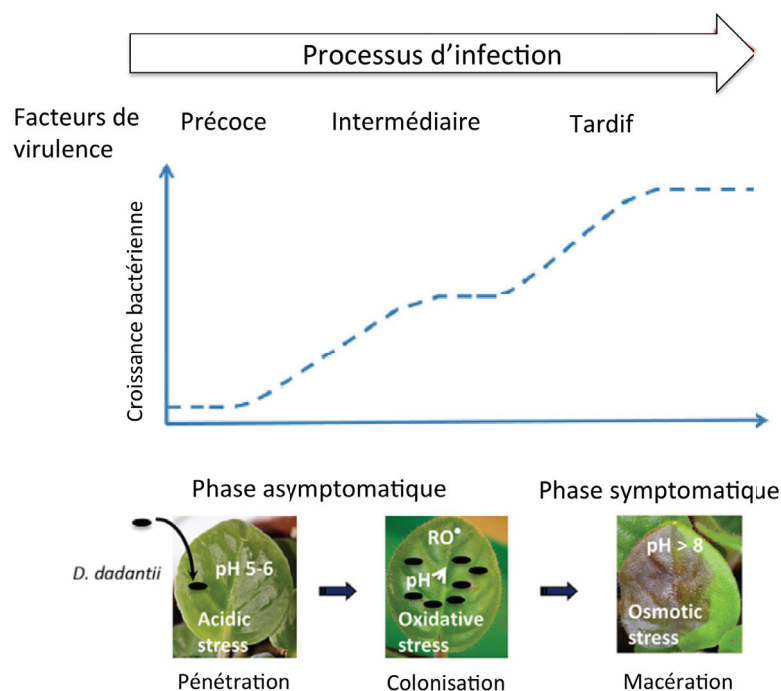 Processus d'infection
Facteurs de
virulence
Précoce
Intermédiaire
Tardif
Croissance bactérienne
Phase asymptomatique
Phase symptomatique
D. dadantii
pH 5-6
Acidic
stress
RO•
pH
Oxidative
stress
pH > 8
Osmotic
stress
Pénétration
Colonisation
Macération